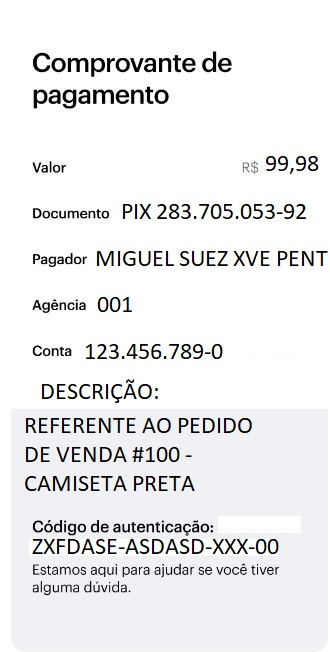 Comprovante de
pagamento
Valor R$ 99,98
Documento PIX 283.705.053-92
Pagador MIGUEL SUEZ XVE PENT
Agência 001
Conta 123.456.789-0
DESCRIÇÃO:
REFERENTE AO PEDIDO
DE VENDA #100 -
CAMISETA PRETA
Código de autenticação:
ZXFDASE-ASDASD-XXX-00
Estamos aqui para ajudar se você tiver
alguma dúvida.